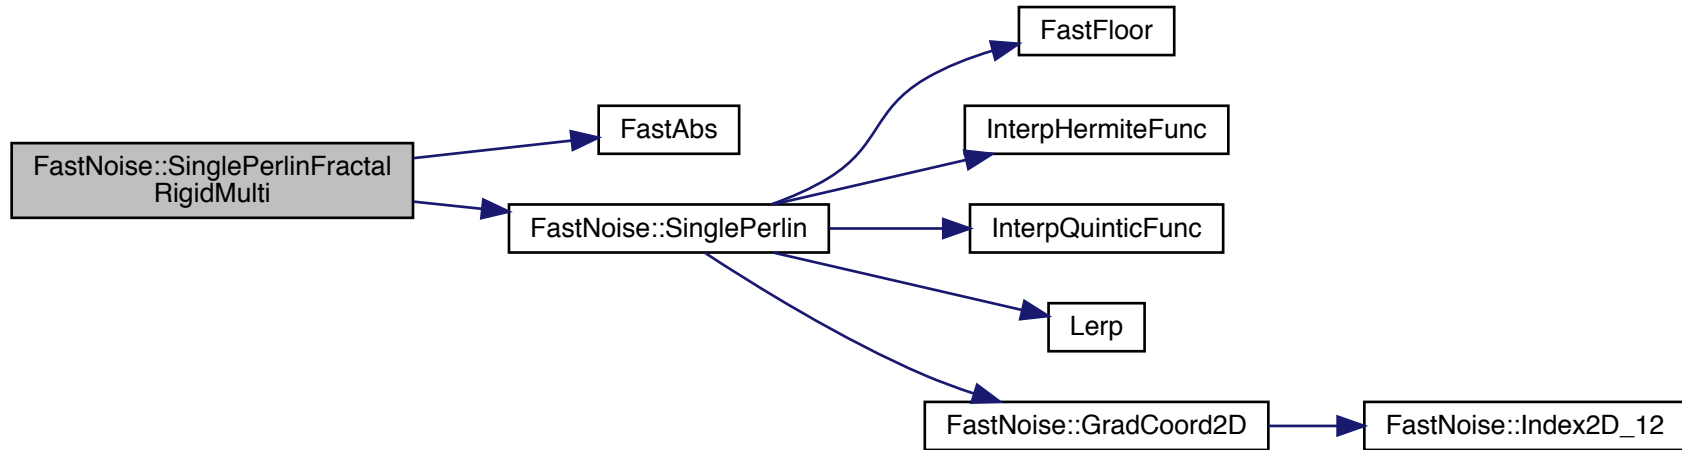 FastNoise::SinglePerlinFractal
RigidMulti
FastAbs
FastNoise::SinglePerlin
FastFloor
InterpHermiteFunc
InterpQuinticFunc
Lerp
FastNoise::GradCoord2D
FastNoise::Index2D_12